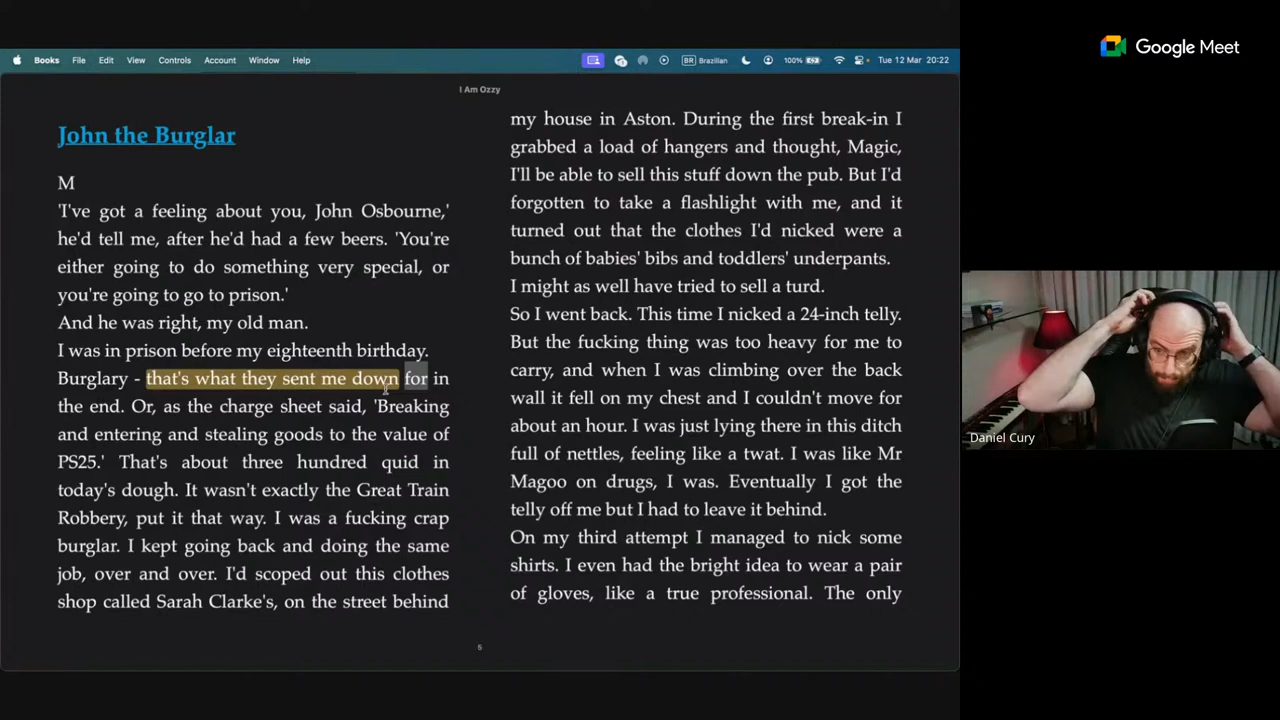 Books File Edit View Controls Account Window Help BR Brazilian 100% Tue 12 Mar 20:22
Google Meet
I Am Ozzy
John the Burglar
M
'I've got a feeling about you, John Osbourne,'
he'd tell me, after he'd had a few beers. 'You're
either going to do something very special, or
you're going to go to prison.'
And he was right, my old man.
I was in prison before my eighteenth birthday.
Burglary - that's what they sent me down for in
the end. Or, as the charge sheet said, 'Breaking
and entering and stealing goods to the value of
PS25.' That's about three hundred quid in
today's dough. It wasn't exactly the Great Train
Robbery, put it that way. I was a fucking crap
burglar. I kept going back and doing the same
job, over and over. I'd scoped out this clothes
shop called Sarah Clarke's, on the street behind
my house in Aston. During the first break-in I
grabbed a load of hangers and thought, Magic,
I'll be able to sell this stuff down the pub. But I'd
forgotten to take a flashlight with me, and it
turned out that the clothes I'd nicked were a
bunch of babies' bibs and toddlers' underpants.
I might as well have tried to sell a turd.
So I went back. This time I nicked a 24-inch telly.
But the fucking thing was too heavy for me to
carry, and when I was climbing over the back
wall it fell on my chest and I couldn't move for
about an hour. I was just lying there in this ditch
full of nettles, feeling like a twat. I was like Mr
Magoo on drugs, I was. Eventually I got the
telly off me but I had to leave it behind.
On my third attempt I managed to nick some
shirts. I even had the bright idea to wear a pair
of gloves, like a true professional. The only
5
Daniel Cury